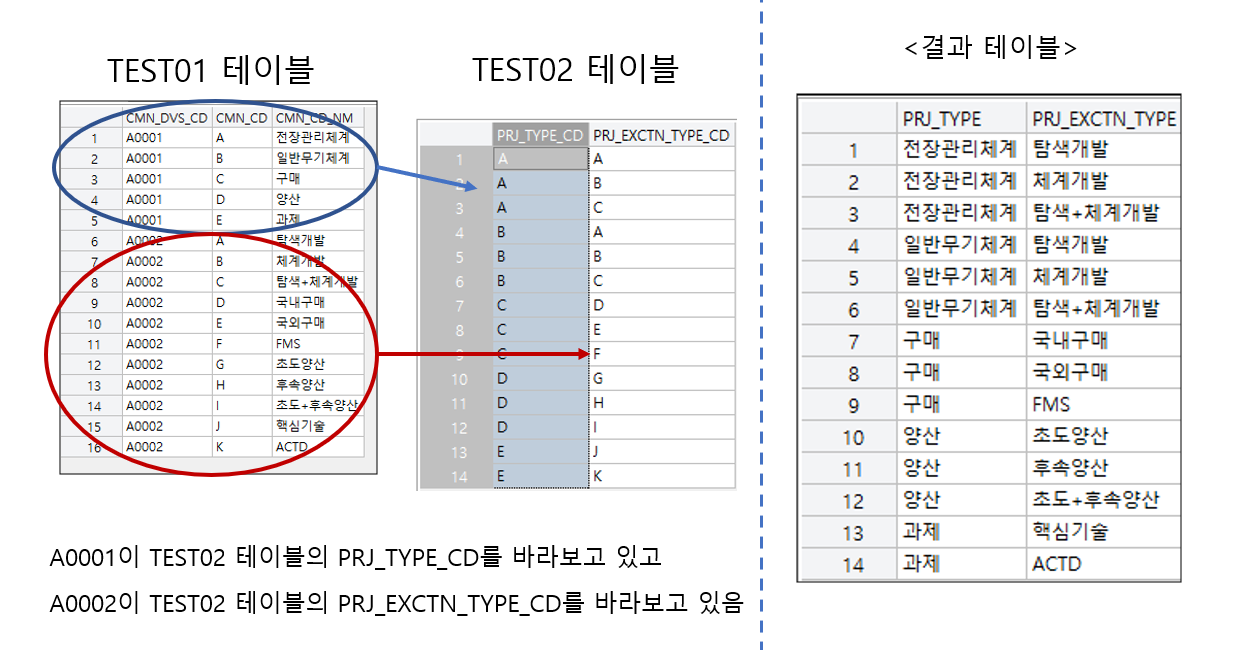 TEST01 테이블
CMN_DVS_CD CMN_CD CMN_CD_NM
1 A0001 A 전장관리체계
2 A0001 B 일반무기체계
3 A0001 C 구매
4 A0001 D 양산
5 A0001 E 과제
6 A0002 A 탐색개발
7 A0002 B 체계개발
8 A0002 C 탐색+체계개발
9 A0002 D 국내구매
10 A0002 E 국외구매
11 A0002 F FMS
12 A0002 G 초도양산
13 A0002 H 후속양산
14 A0002 I 초도+후속양산
15 A0002 J 핵심기술
16 A0002 K ACTD
TEST02 테이블
PRJ_TYPE_CD PRJ_EXCTN_TYPE_CD
1 A A
2 A B
3 A C
4 B A
5 B B
6 B C
7 C D
8 C E
9 C F
10 D G
11 D H
12 D I
13 E J
14 E K
A0001이 TEST02 테이블의 PRJ_TYPE_CD를 바라보고 있고
A0002이 TEST02 테이블의 PRJ_EXCTN_TYPE_CD를 바라보고 있음
<결과 테이블>
PRJ_TYPE PRJ_EXCTN_TYPE
1 전장관리체계 탐색개발
2 전장관리체계 체계개발
3 전장관리체계 탐색+체계개발
4 일반무기체계 탐색개발
5 일반무기체계 체계개발
6 일반무기체계 탐색+체계개발
7 구매 국내구매
8 구매 국외구매
9 구매 FMS
10 양산 초도양산
11 양산 후속양산
12 양산 초도+후속양산
13 과제 핵심기술
14 과제 ACTD